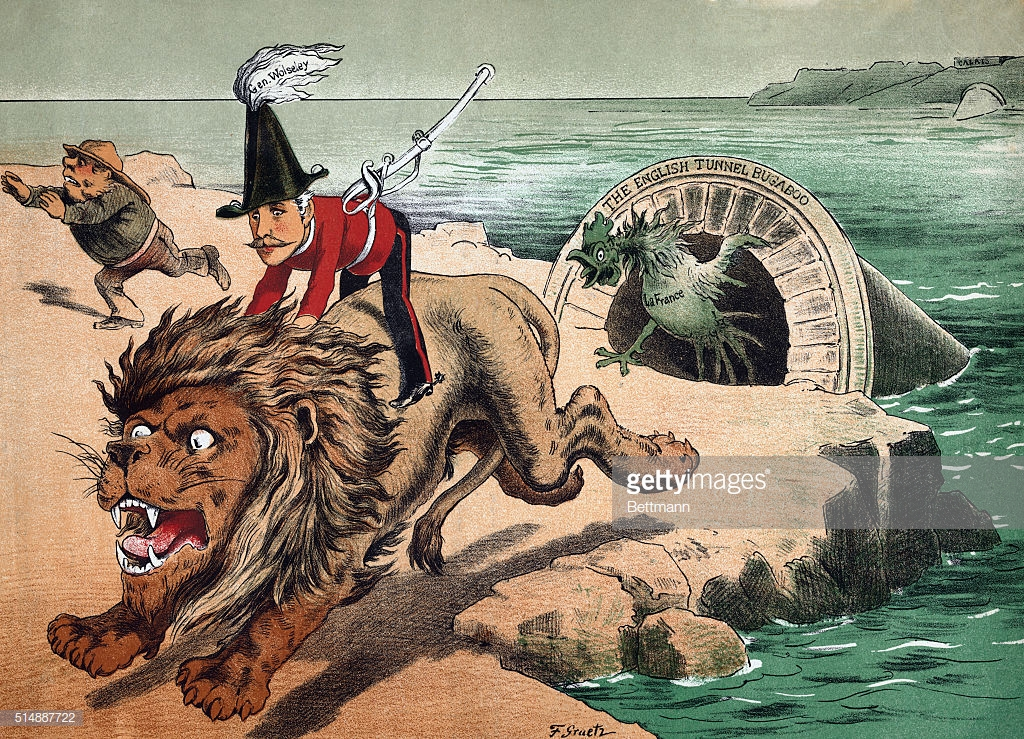 Gen. Wolseley
CALAIS
THE ENGLISH TUNNEL BUGABOO
La France
gettyimages
Bettmann
514887722
F. Graetz